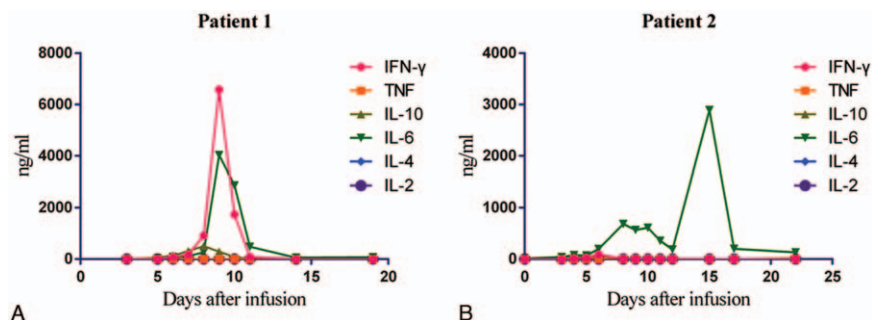 Patient 1
8000
6000
4000
2000
0
ng/ml
0 5 10 15 20
Days after infusion
IFN-γ
TNF
IL-10
IL-6
IL-4
IL-2
A
Patient 2
4000
3000
2000
1000
0
ng/ml
0 5 10 15 20 25
Days after infusion
IFN-γ
TNF
IL-10
IL-6
IL-4
IL-2
B